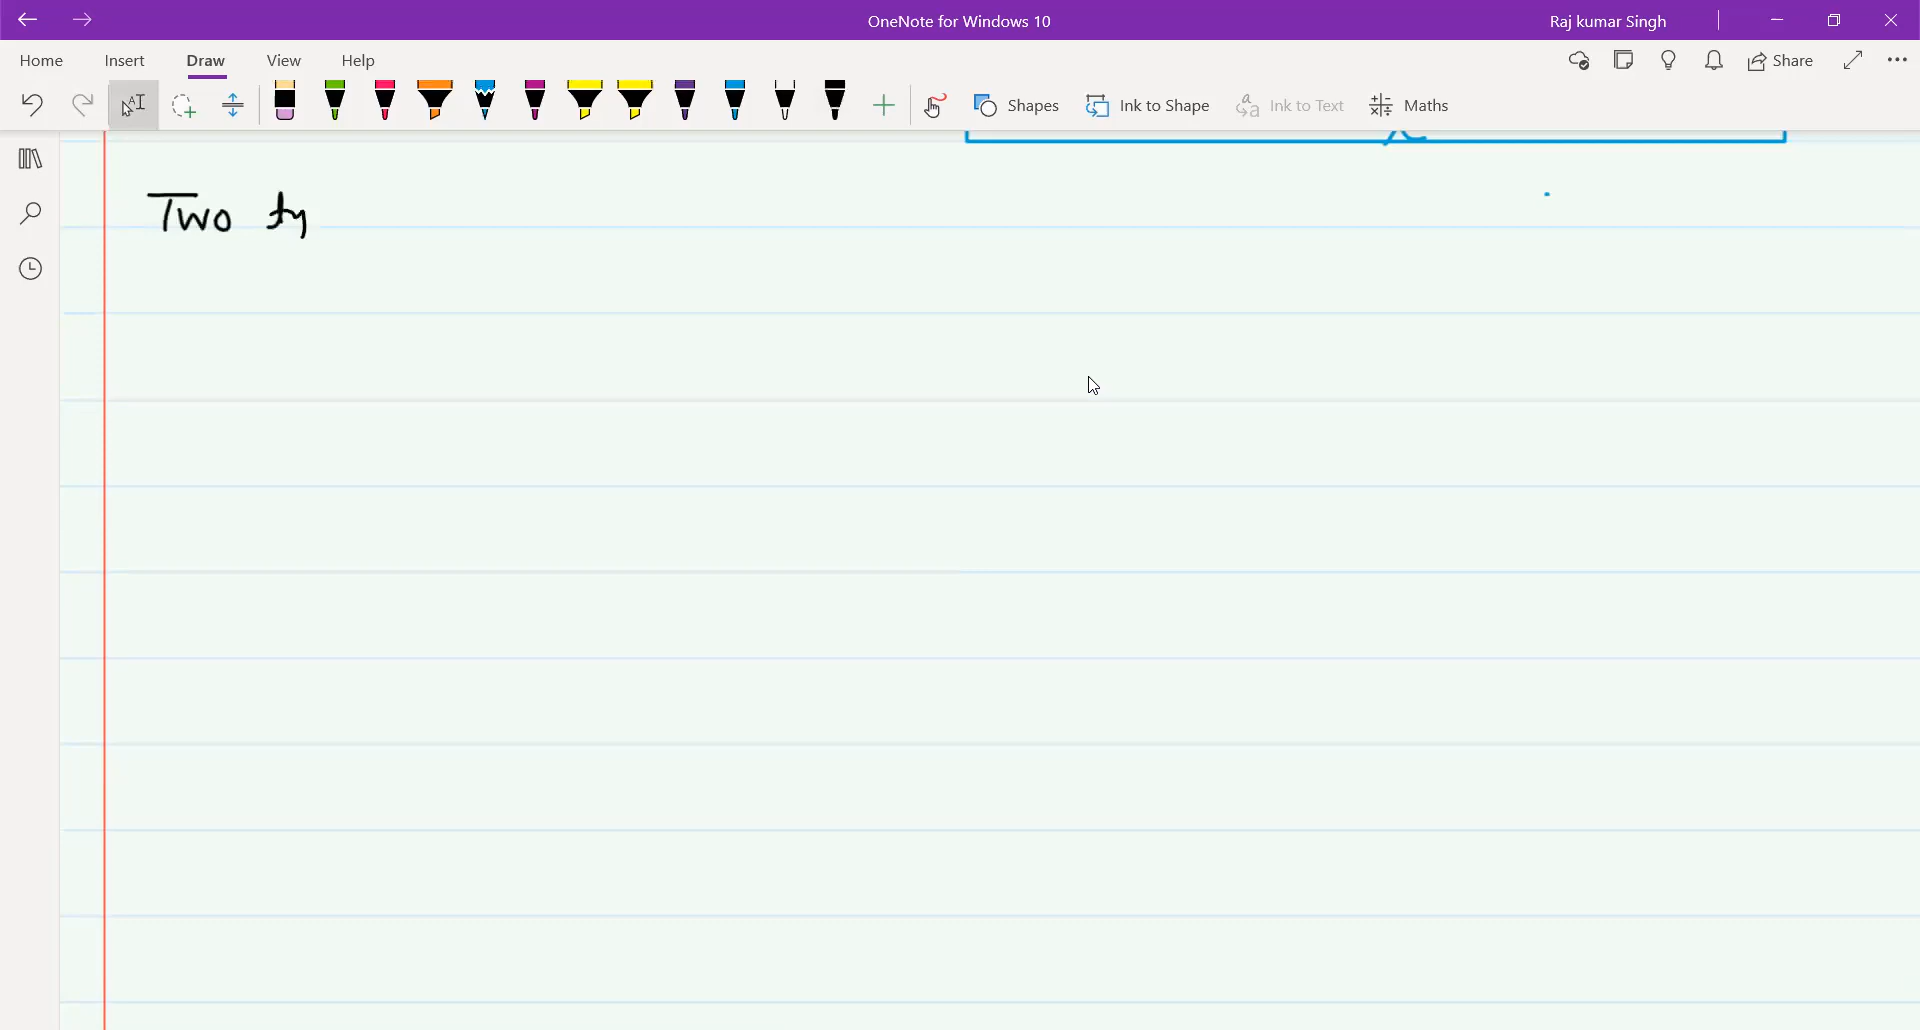 OneNote for Windows 10
Raj kumar Singh
Home Insert Draw View Help
Share
Shapes Ink to Shape Ink to Text Maths
Two ty